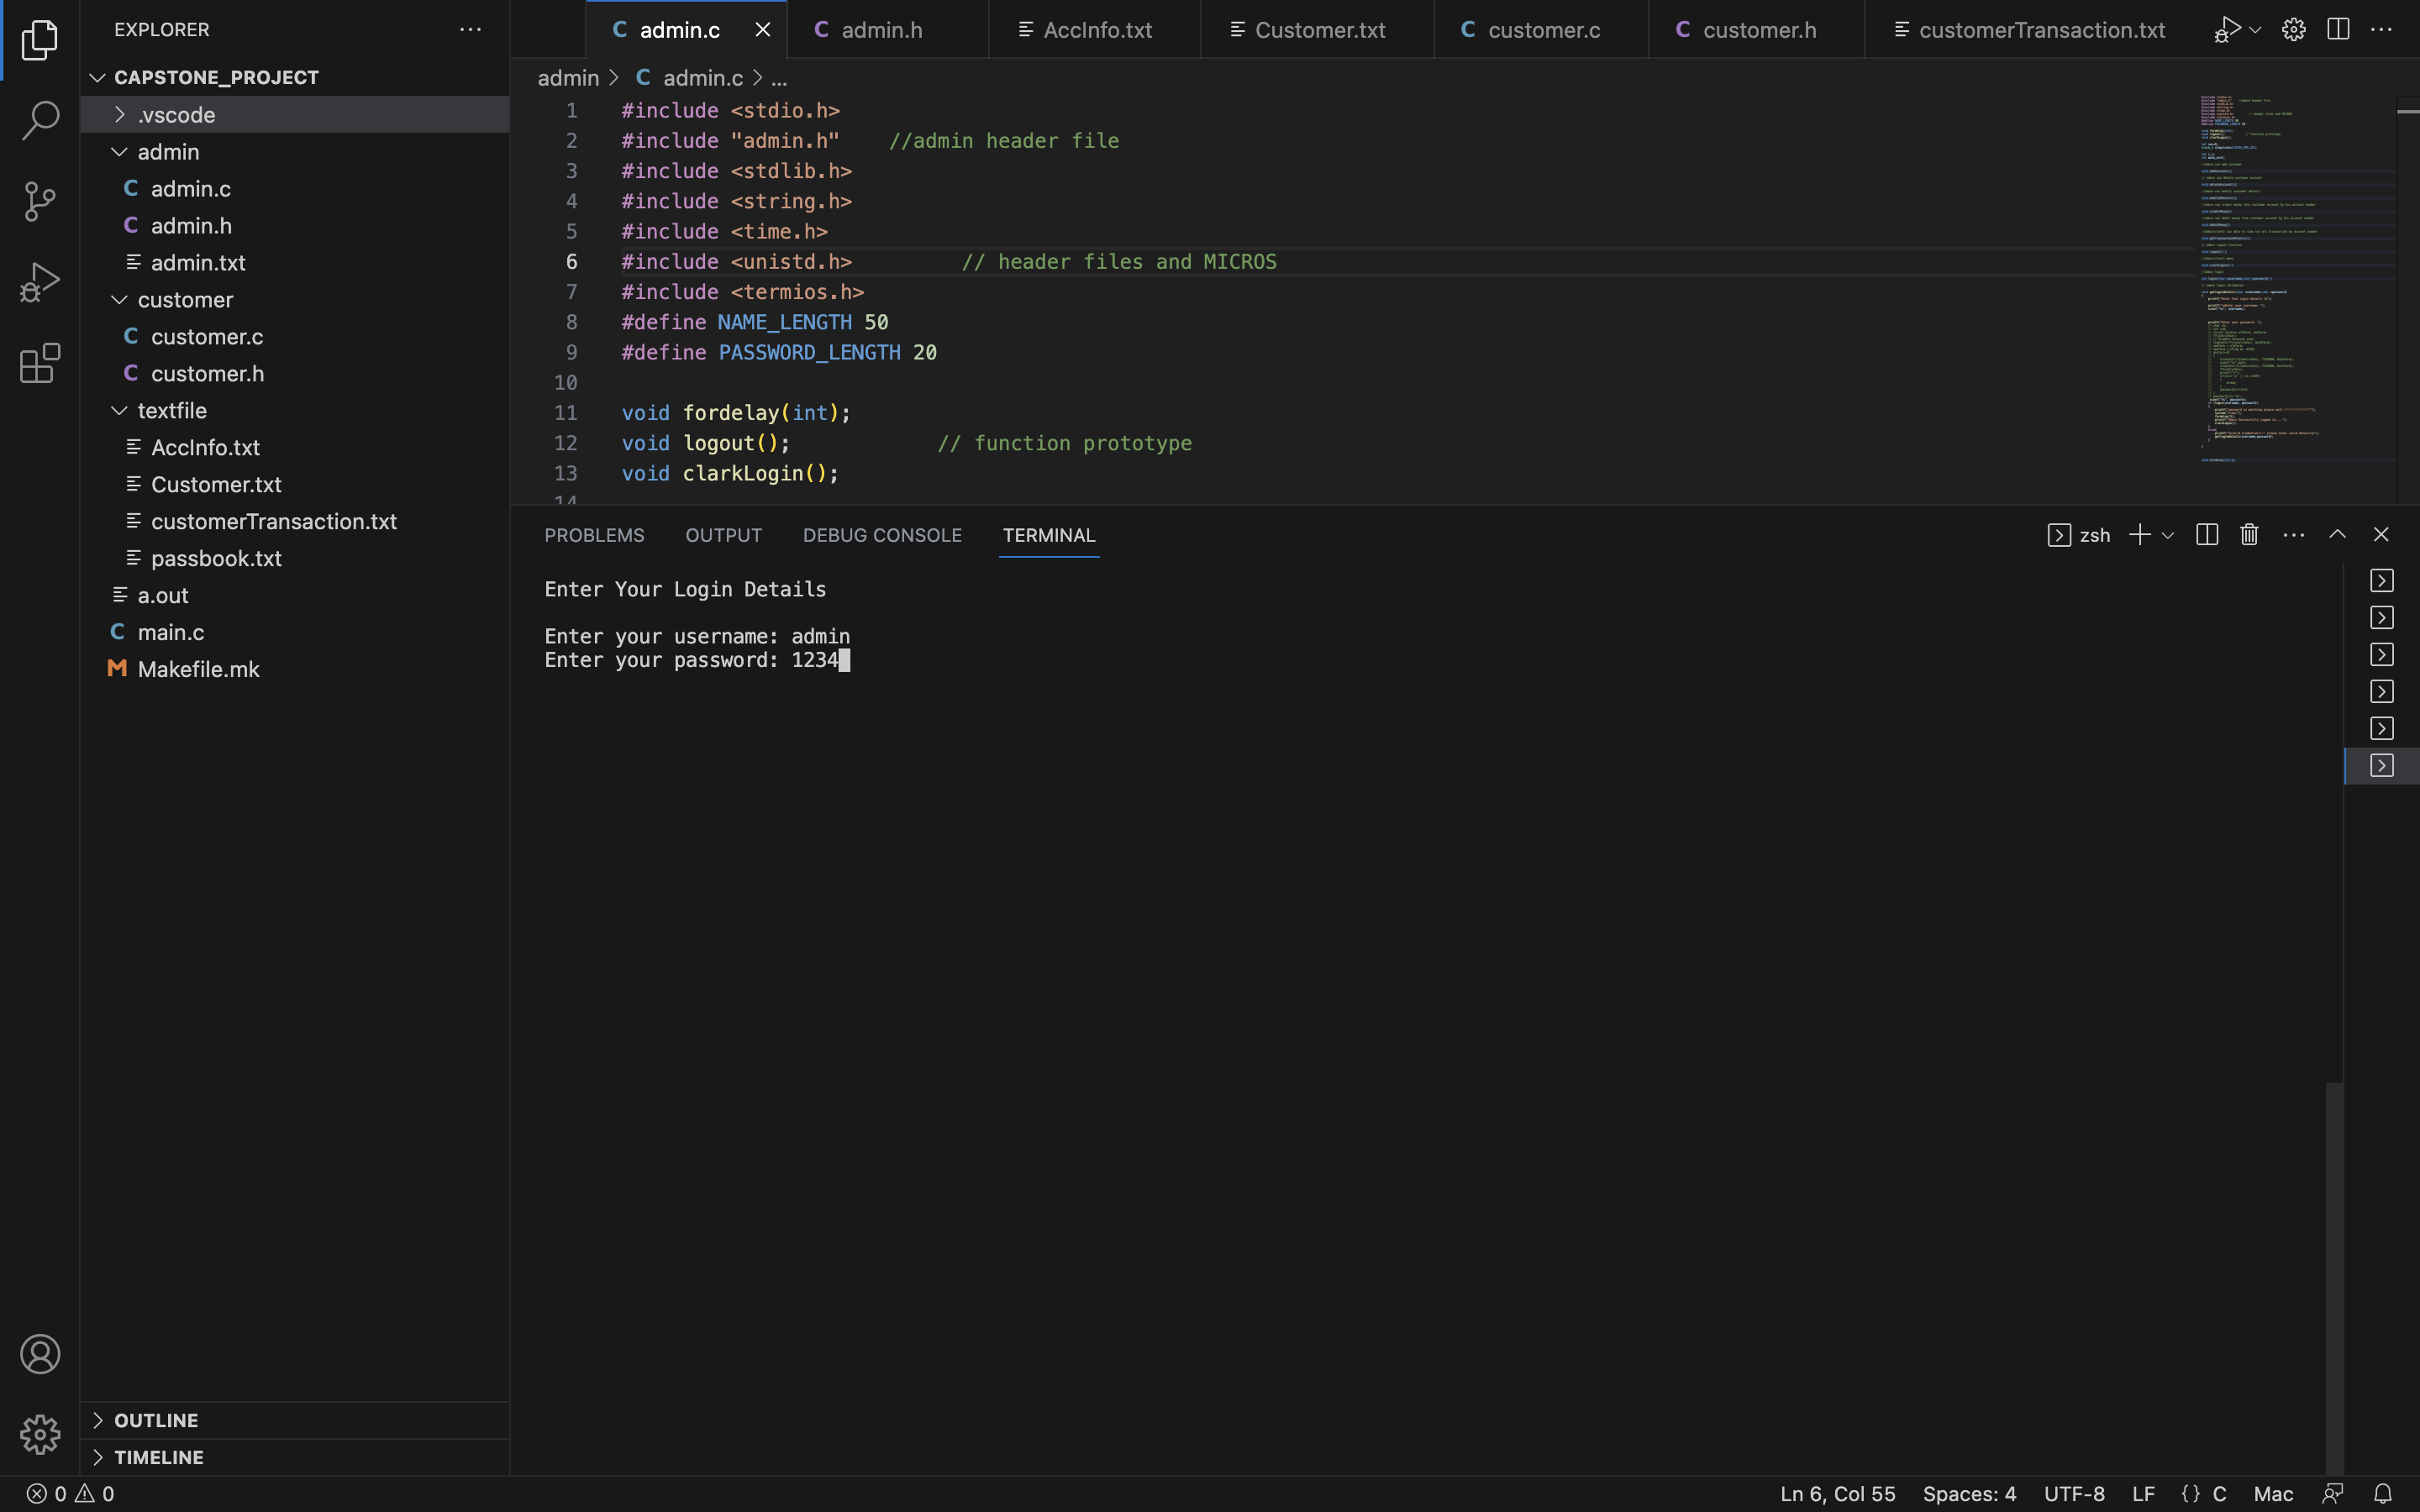 EXPLORER
CAPSTONE_PROJECT
.vscode
admin
C admin.c
C admin.h
admin.txt
customer
C customer.c
C customer.h
textfile
AccInfo.txt
Customer.txt
customerTransaction.txt
passbook.txt
a.out
C main.c
M Makefile.mk
OUTLINE
TIMELINE
C admin.c
C admin.h
AccInfo.txt
Customer.txt
C customer.c
C customer.h
customerTransaction.txt
admin > C admin.c > ...
1 #include <stdio.h>
2 #include "admin.h" //admin header file
3 #include <stdlib.h>
4 #include <string.h>
5 #include <time.h>
6 #include <unistd.h> // header files and MICROS
7 #include <termios.h>
8 #define NAME_LENGTH 50
9 #define PASSWORD_LENGTH 20
10
11 void fordelay(int);
12 void logout(); // function prototype
13 void clarkLogin();
14
PROBLEMS OUTPUT DEBUG CONSOLE TERMINAL
zsh
Enter Your Login Details
Enter your username: admin
Enter your password: 1234
0 0
Ln 6, Col 55 Spaces: 4 UTF-8 LF {} C Mac